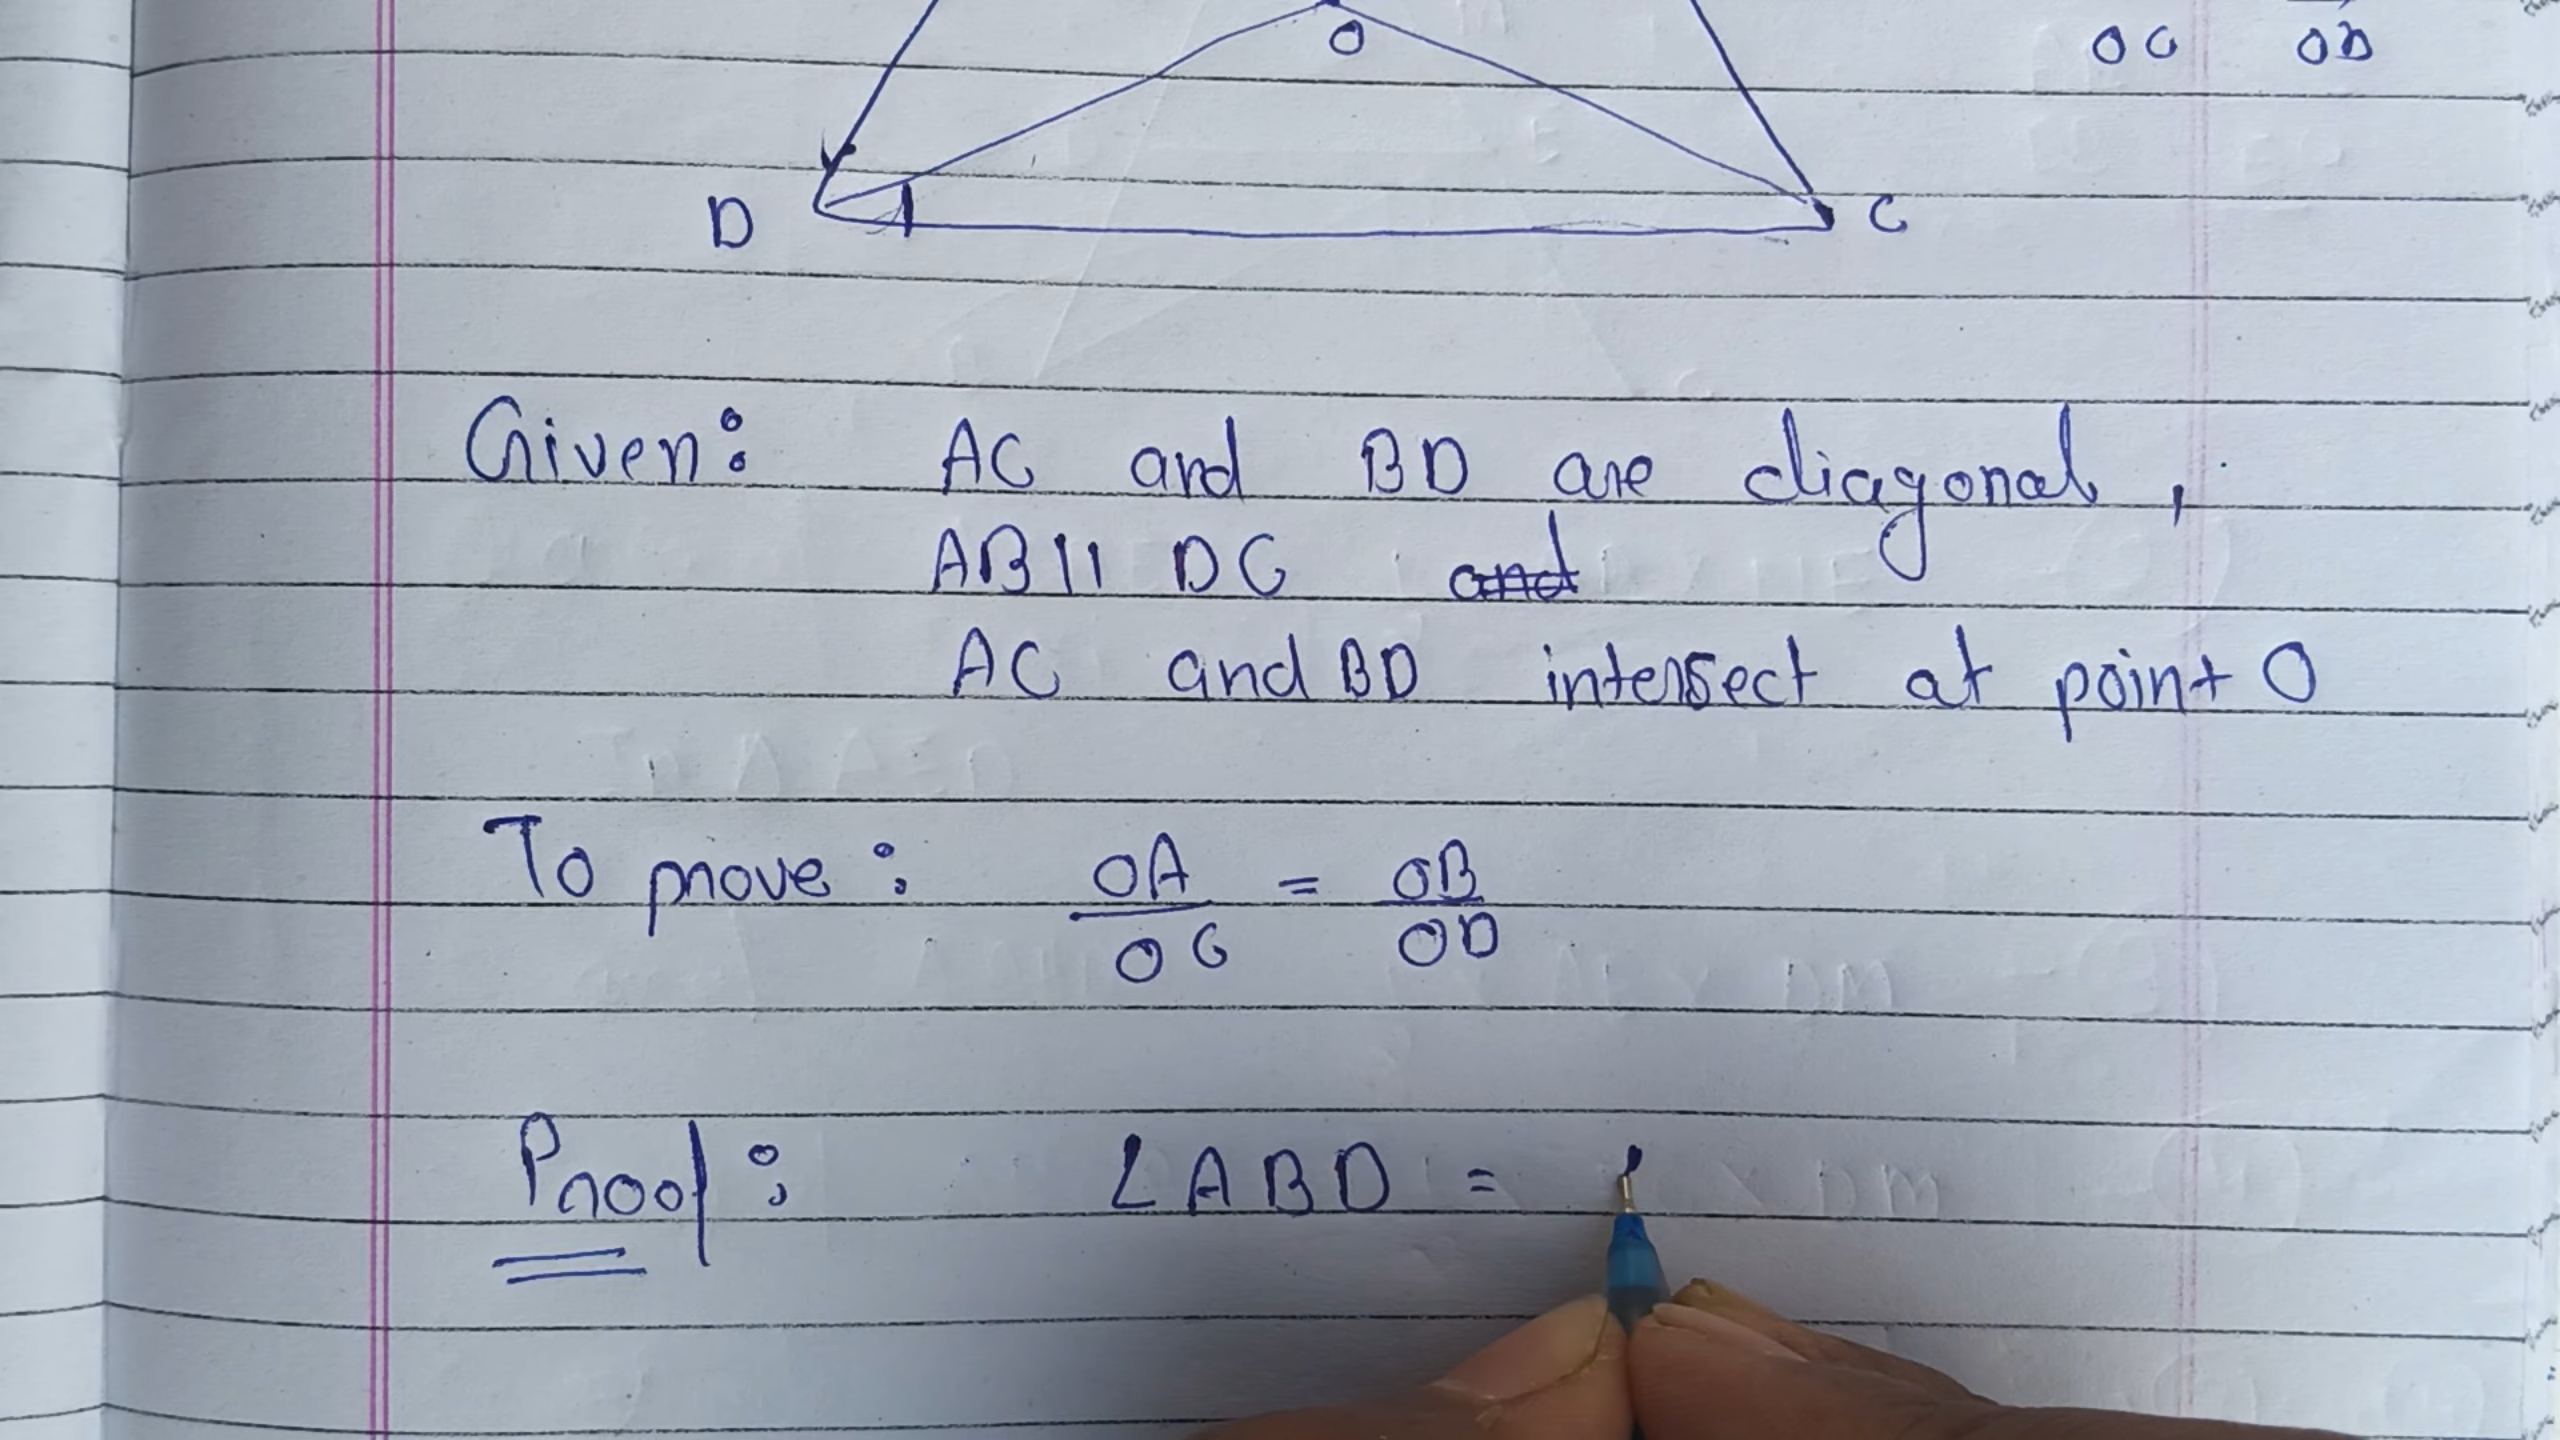 O
OC OD
D C
Given: AC and BD are diagonal,
AB || DC and
AC and BD intersect at point O
To prove: OA/OC = OB/OD
Proof: ∠ABD =